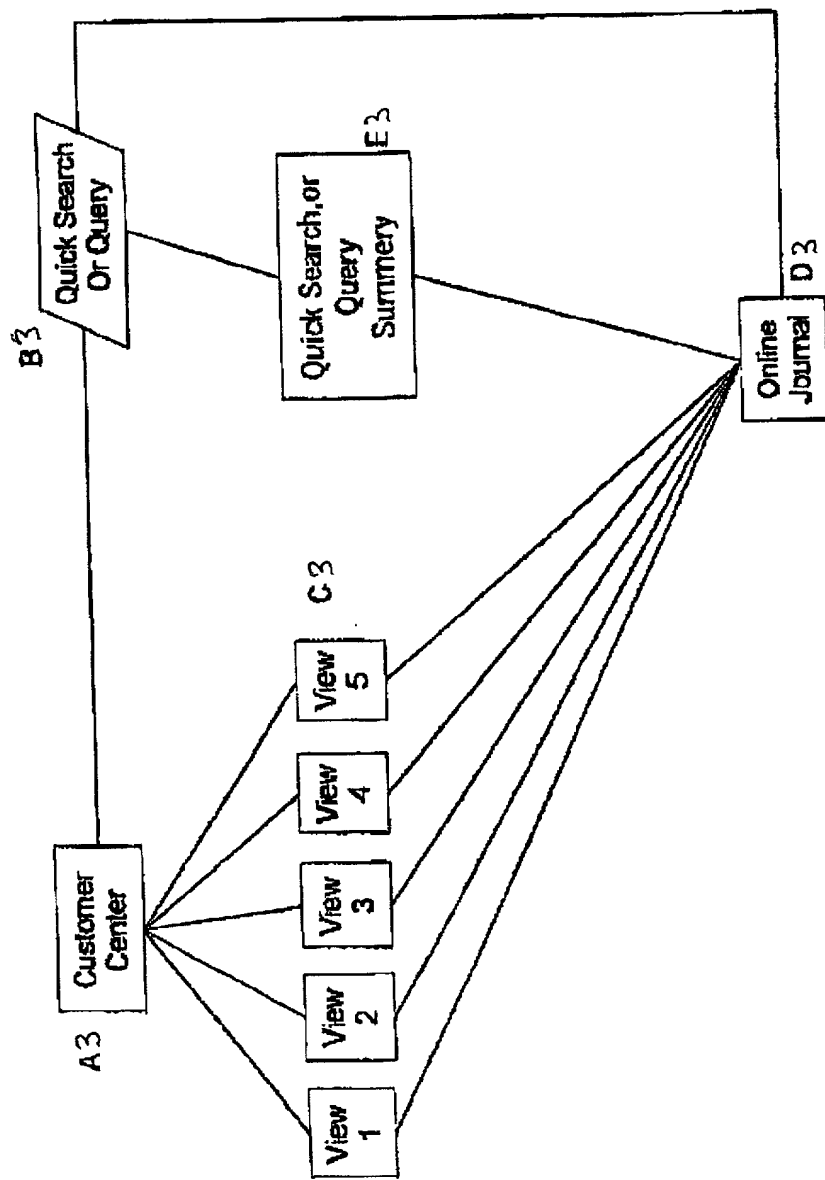 A3
Customer
Center
B3
Quick Search
Or Query
View
1
View
2
View
3
View
4
View
5
C3
Quick Search,or
Query
Summery
E3
Online
Journal
D3